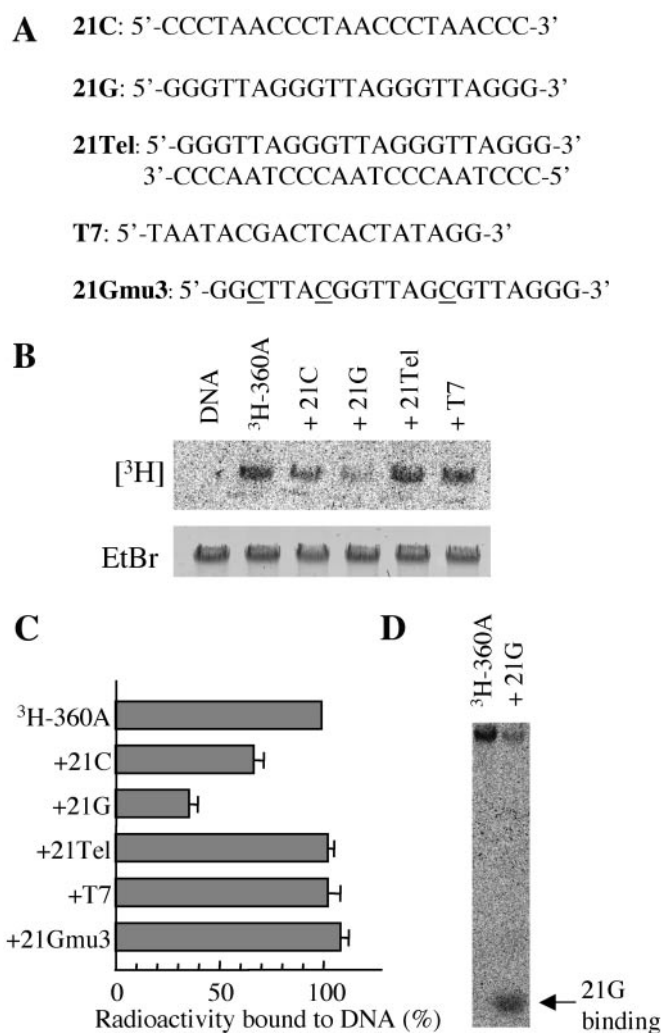 A
21C: 5’-CCCTAACCCTAACCCTAACCC-3’
21G: 5’-GGGTTAGGGTTAGGGTTAGGG-3’
21Tel: 5’-GGGTTAGGGTTAGGGTTAGGG-3’
3’-CCCAATCCCAATCCCAATCCC-5’
T7: 5’-TAATACGACTCACTATAGG-3’
21Gmu3: 5’-GGCTTACGGTTAGCGTTAGGG-3’
B
DNA
³H-360A
+ 21C
+ 21G
+ 21Tel
+ T7
[³H]
EtBr
C
³H-360A
+21C
+21G
+21Tel
+T7
+21Gmu3
0
100
Radioactivity bound to DNA (%)
D
³H-360A
+ 21G
21G
binding